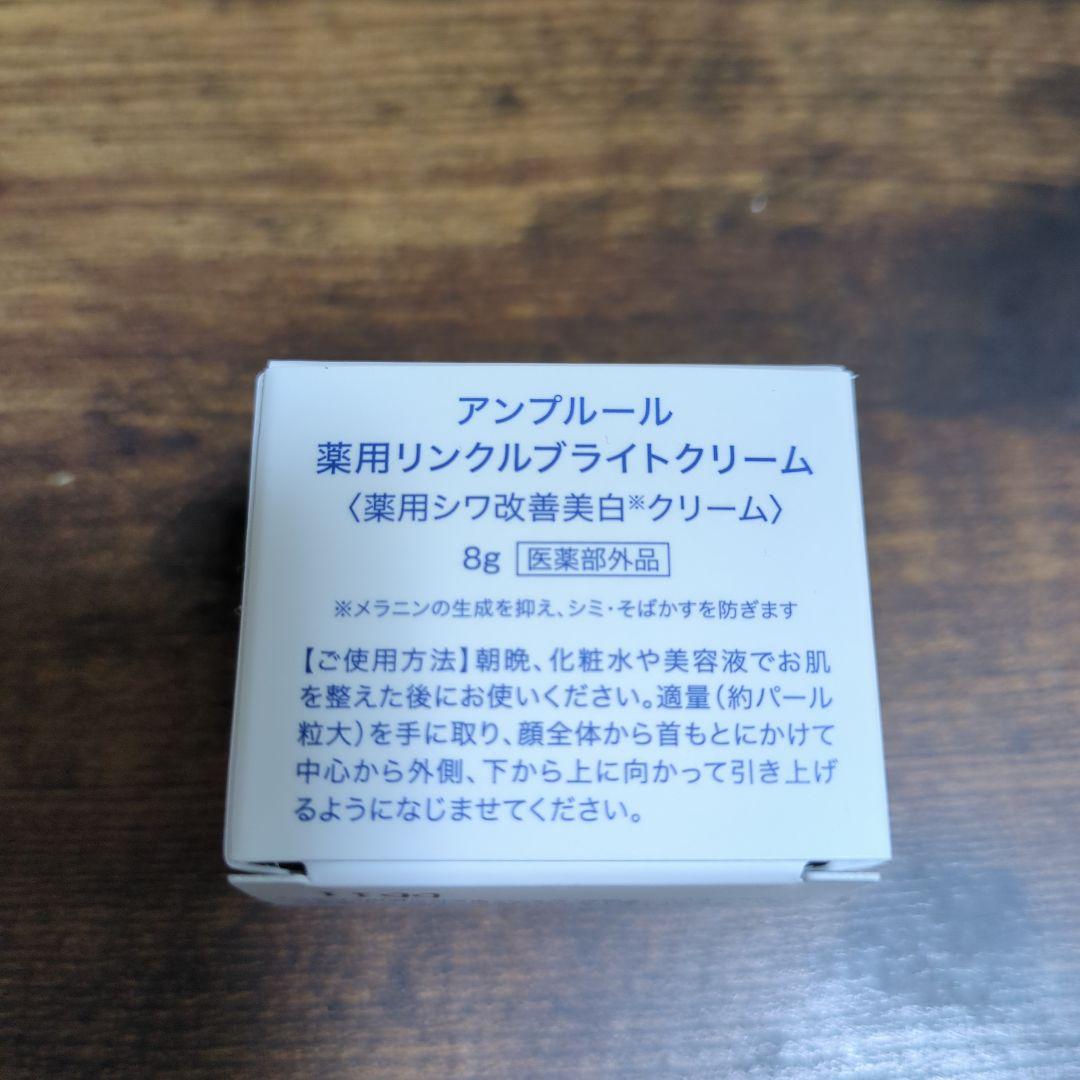 アンプルール
薬用リンクルブライトクリーム
〈薬用シワ改善美白※クリーム〉
8g 医薬部外品
※メラニンの生成を抑え、シミ・そばかすを防ぎます
【ご使用方法】朝晩、化粧水や美容液でお肌
を整えた後にお使いください。適量(約パール
粒大)を手に取り、顔全体から首もとにかけて
中心から外側、下から上に向かって引き上げ
るようになじませてください。